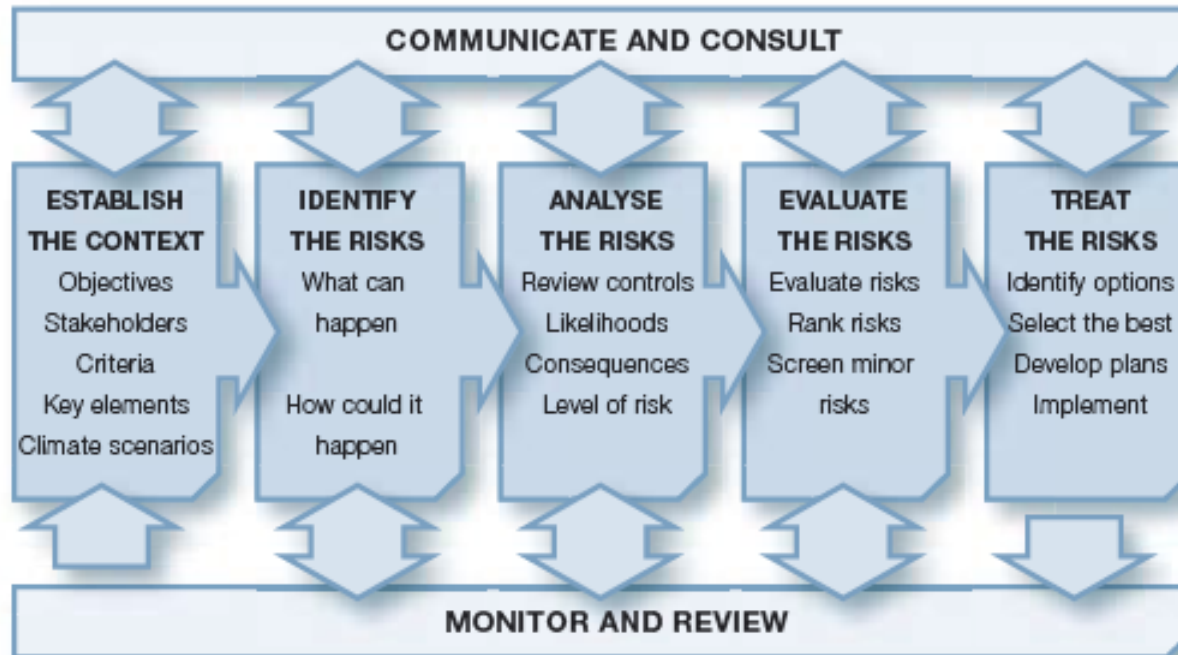 COMMUNICATE AND CONSULT
ESTABLISH
THE CONTEXT
Objectives
Stakeholders
Criteria
Key elements
Climate scenarios
IDENTIFY
THE RISKS
What can
happen
How could it
happen
ANALYSE
THE RISKS
Review controls
Likelihoods
Consequences
Level of risk
EVALUATE
THE RISKS
Evaluate risks
Rank risks
Screen minor
risks
TREAT
THE RISKS
Identify options
Select the best
Develop plans
Implement
MONITOR AND REVIEW